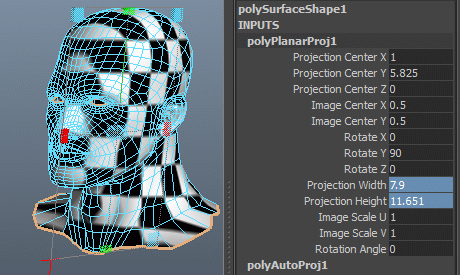 polySurfaceShape1
INPUTS
polyPlanarProj1
Projection Center X 1
Projection Center Y 5.825
Projection Center Z 0
Image Center X 0.5
Image Center Y 0.5
Rotate X 0
Rotate Y 90
Rotate Z 0
Projection Width 7.9
Projection Height 11.651
Image Scale U 1
Image Scale V 1
Rotation Angle 0
polyAutoProj1